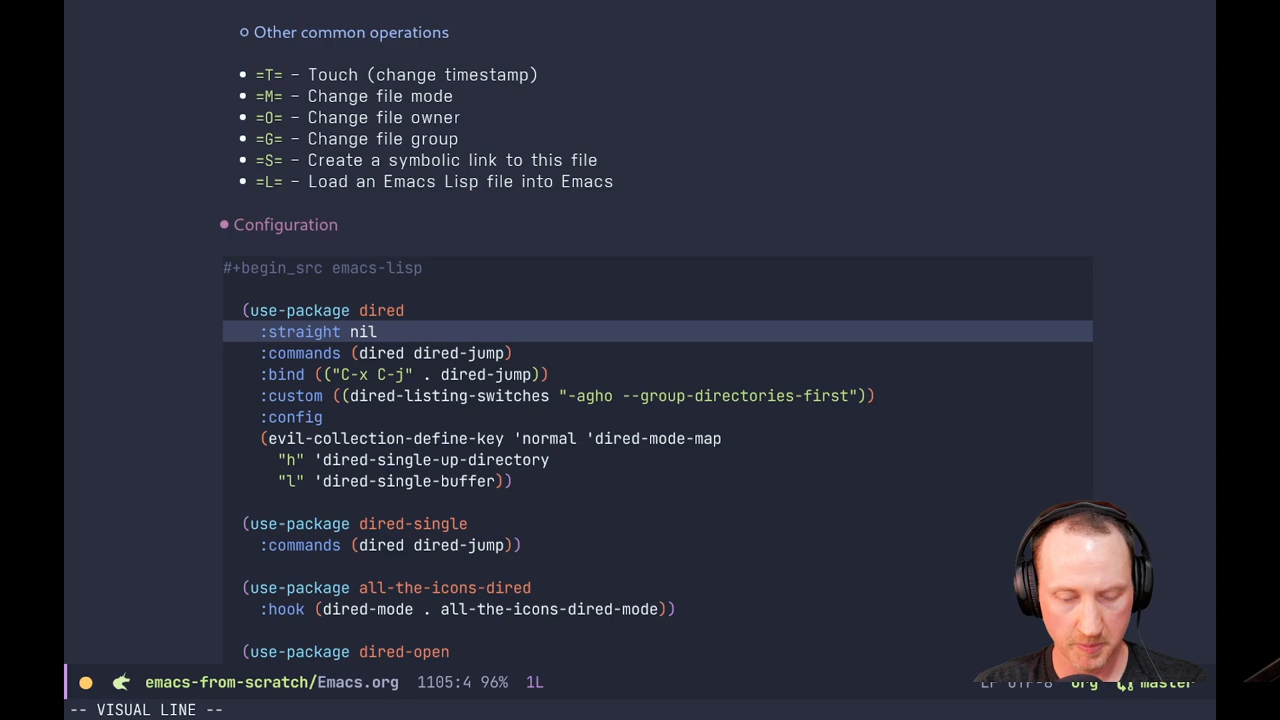 Other common operations
=T= - Touch (change timestamp)
=M= - Change file mode
=O= - Change file owner
=G= - Change file group
=S= - Create a symbolic link to this file
=L= - Load an Emacs Lisp file into Emacs
Configuration
#+begin_src emacs-lisp
(use-package dired
:straight nil
:commands (dired dired-jump)
:bind (("C-x C-j" . dired-jump))
:custom ((dired-listing-switches "-agho --group-directories-first"))
:config
(evil-collection-define-key 'normal 'dired-mode-map
"h" 'dired-single-up-directory
"l" 'dired-single-buffer))
(use-package dired-single
:commands (dired dired-jump))
(use-package all-the-icons-dired
:hook (dired-mode . all-the-icons-dired-mode))
(use-package dired-open
emacs-from-scratch/Emacs.org 1105:4 96% 1L LF UTF-8 org master
-- VISUAL LINE --